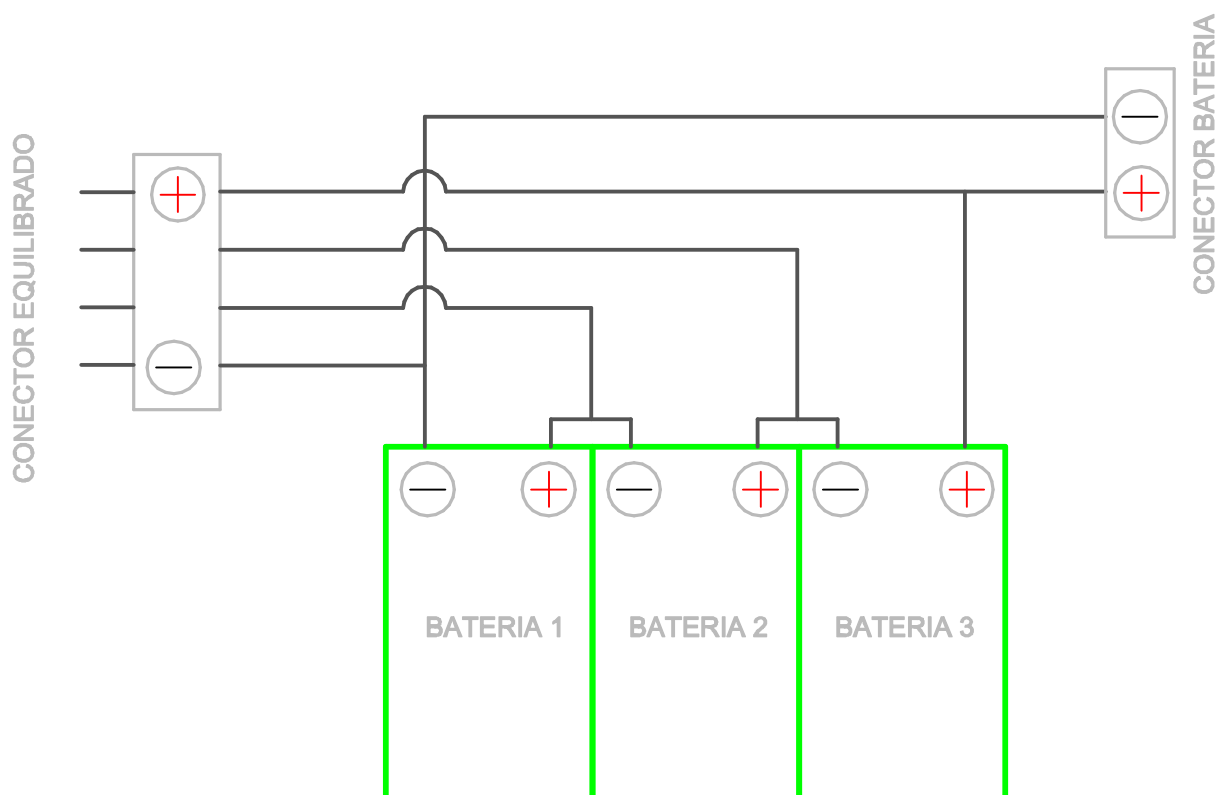 CONECTOR EQUILIBRADO
CONECTOR BATERIA
BATERIA 1
BATERIA 2
BATERIA 3